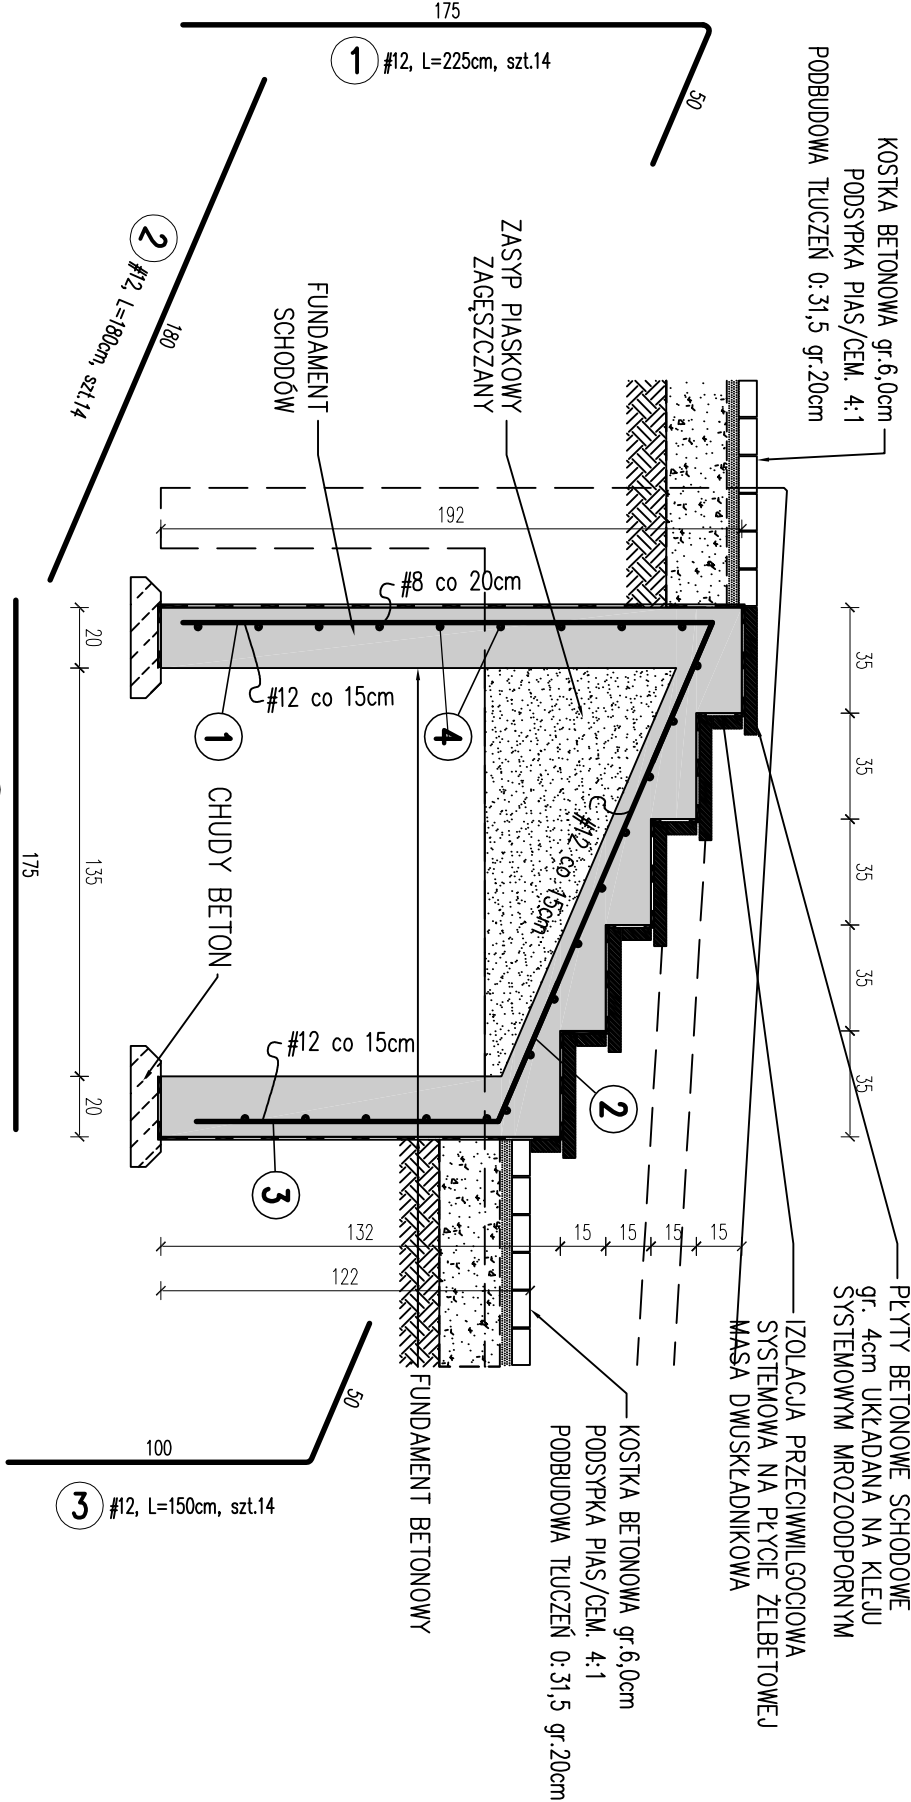 175
1 #12, L=225cm, szt.14
50
KOSTKA BETONOWA gr.6,0cm
PODSYPKA PIAS/CEM. 4:1
PODBUDOWA TŁUCZEŃ 0:31,5 gr.20cm
2 #12, L=180cm, szt.14
180
ZASYP PIASKOWY
ZAGĘSZCZANY
FUNDAMENT
SCHODÓW
192
#8 co 20cm
#12 co 15cm
1
4
#12 co 15cm
CHUDY BETON
20
135
20
175
35
35
35
35
35
#12 co 15cm
2
3
132
15
15
15
15
122
PŁYTY BETONOWE SCHODOWE
gr. 4cm UKŁADANA NA KLEJU
SYSTEMOWYM MROZOODPORNYM
IZOLACJA PRZECIWWILGOCIOWA
SYSTEMOWA NA PŁYCIE ŻELBETOWEJ
MASA DWUSKŁADNIKOWA
KOSTKA BETONOWA gr.6,0cm
PODSYPKA PIAS/CEM. 4:1
PODBUDOWA TŁUCZEŃ 0:31,5 gr.20cm
FUNDAMENT BETONOWY
50
100
3 #12, L=150cm, szt.14